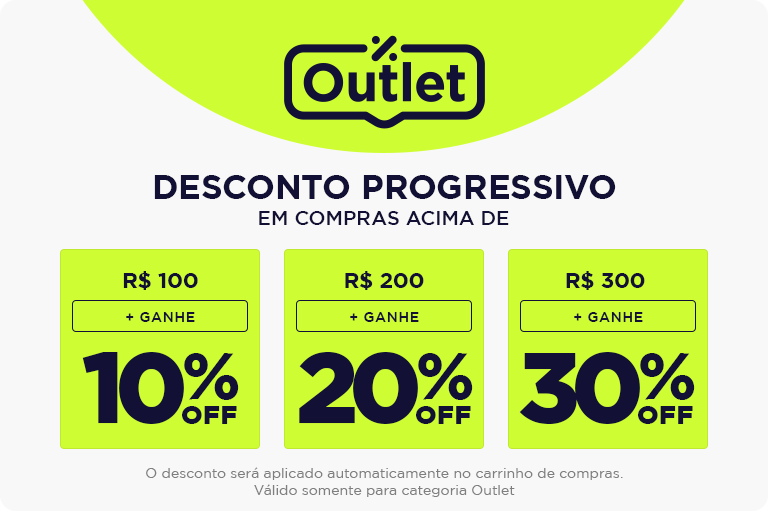 Outlet
DESCONTO PROGRESSIVO
EM COMPRAS ACIMA DE
R$ 100
+ GANHE
10% OFF
R$ 200
+ GANHE
20% OFF
R$ 300
+ GANHE
30% OFF
O desconto será aplicado automaticamente no carrinho de compras.
Válido somente para categoria Outlet